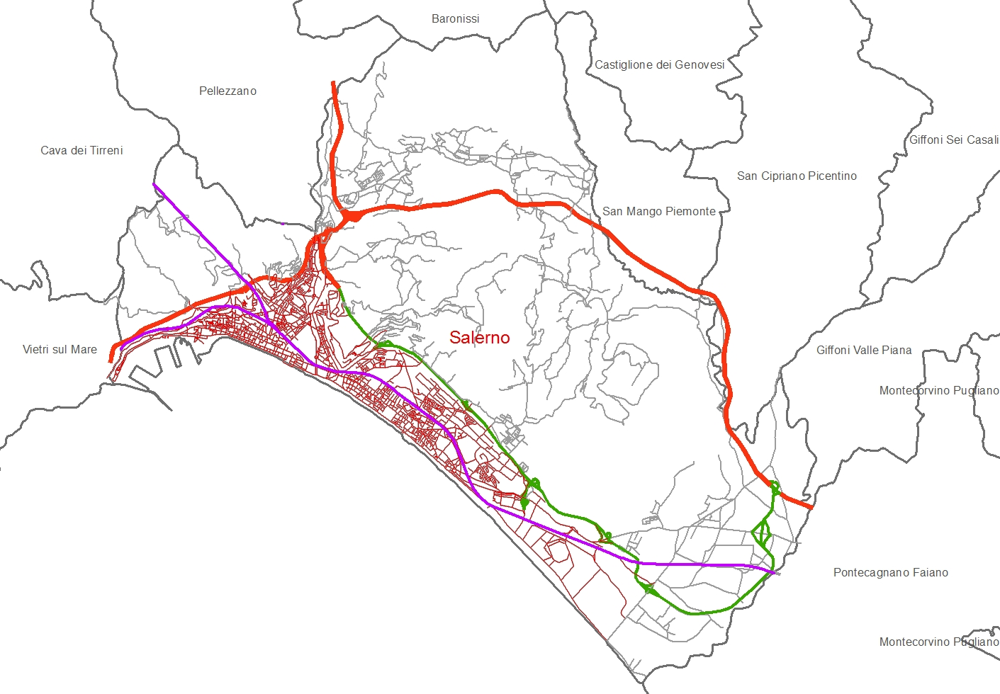 Baronissi
Castiglione dei Genovesi
Pellezzano
Giffoni Sei Casali
Cava dei Tirreni
San Cipriano Picentino
San Mango Piemonte
Salerno
Vietri sul Mare
Giffoni Valle Piana
Montecorvino Pugliano
Pontecagnano Faiano
Montecorvino Pugliano